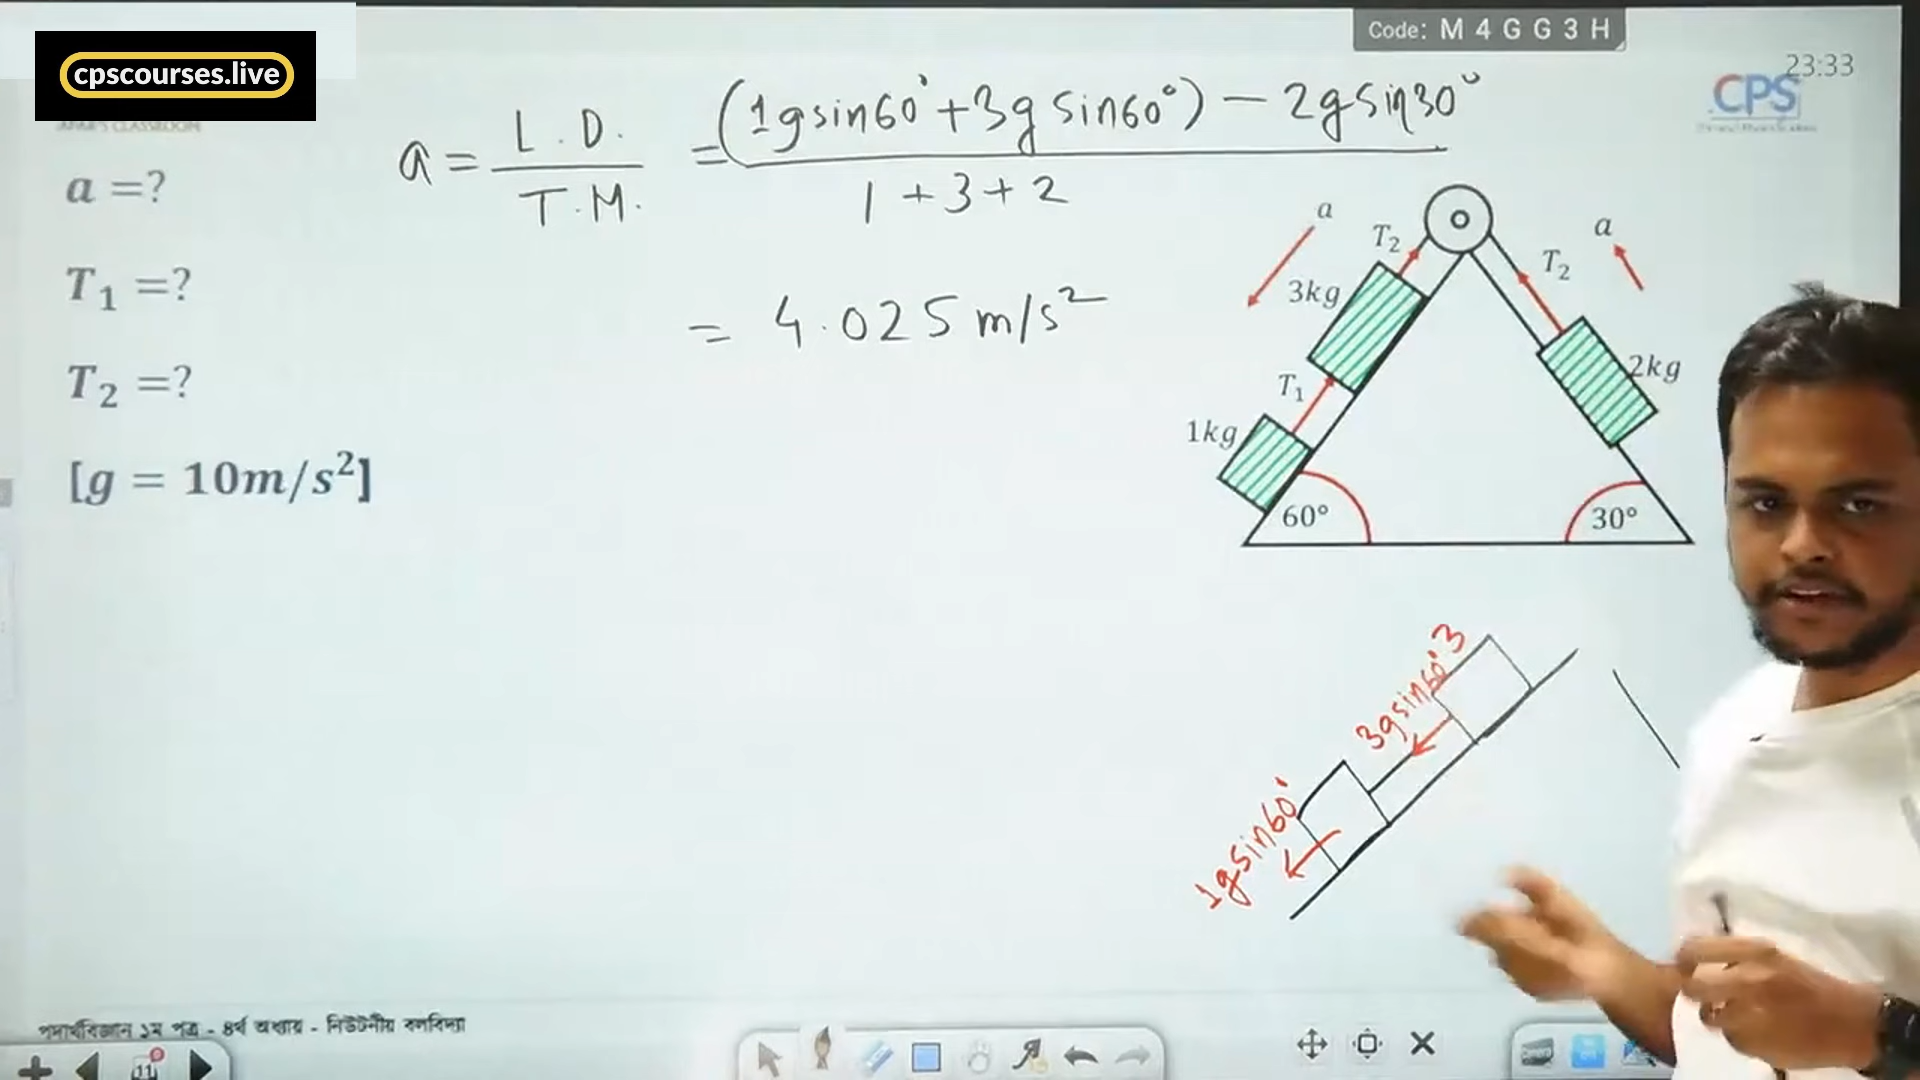 Code: M 4 G G 3 H
cpscourses.live
23:33
CPS
a = L.D. / T.M. = (1g sin60° + 3g sin60°) - 2g sin30° / 1 + 3 + 2
= 4.025 m/s²
a =?
T₁ =?
T₂ =?
[g = 10m/s²]
a
T₂
3kg
T₁
1kg
60°
a
T₂
2kg
30°
3g sin60°
3
1g sin60°
পদার্থবিজ্ঞান ১ম পত্র - ৪র্থ অধ্যায় - নিউটনীয় বলবিদ্যা
11